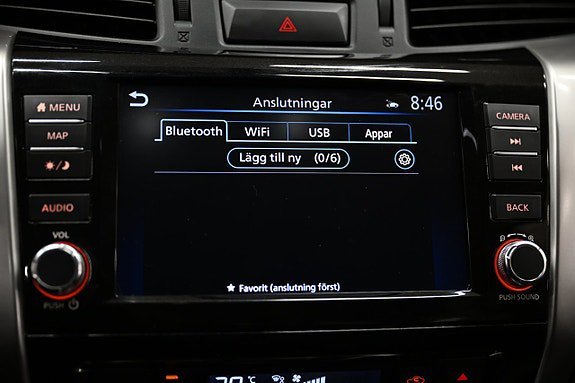 MENU
MAP
AUDIO
VOL
PUSH
Anslutningar
8:46
Bluetooth WiFi USB Appar
Lägg till ny (0/6)
★ Favorit (anslutning först)
CAMERA
BACK
PUSH SOUND
°C